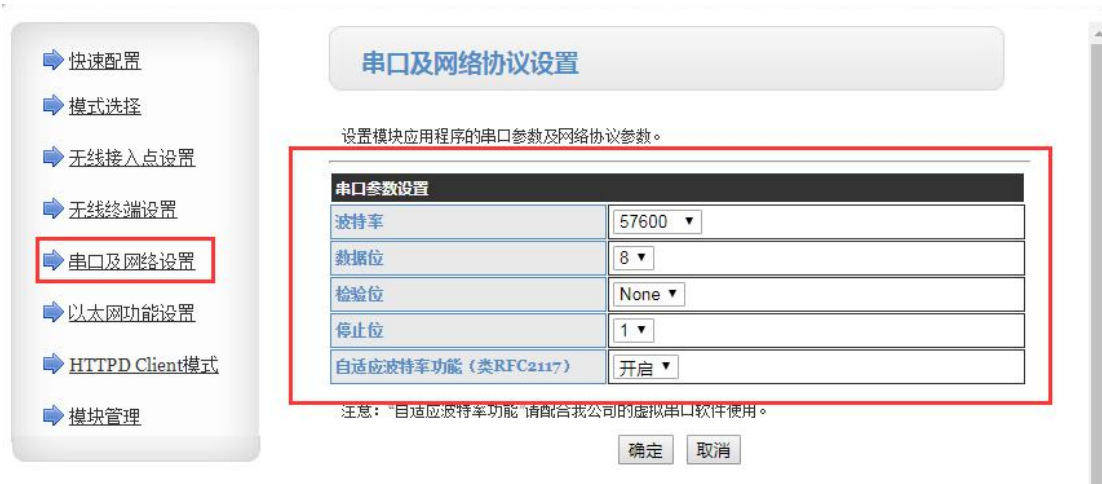 快速配置
模式选择
无线接入点设置
无线终端设置
串口及网络设置
以太网功能设置
HTTPD Client模式
模块管理
串口及网络协议设置
设置模块应用程序的串口参数及网络协议参数。
串口参数设置
波特率 57600
数据位 8
检验位 None
停止位 1
自适应波特率功能（类RFC2117） 开启
注意：“自适应波特率功能”请配合我公司的虚拟串口软件使用。
确定 取消